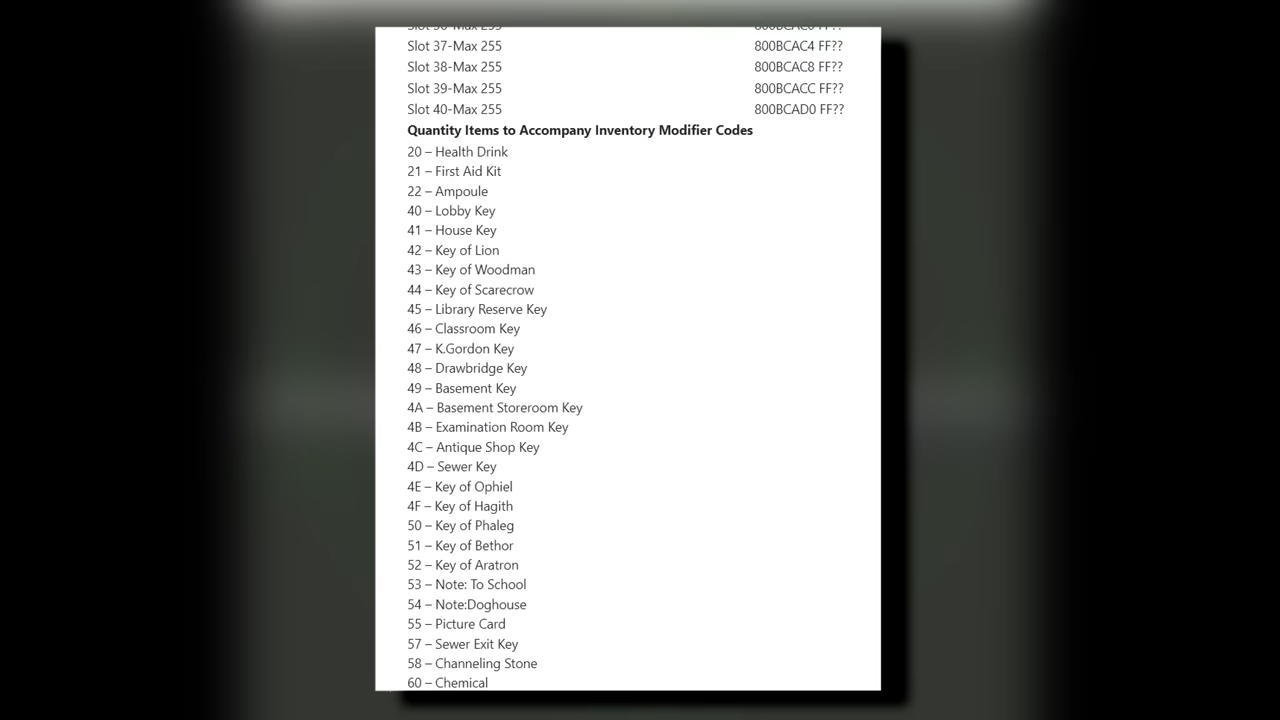 Slot 37-Max 255 800BCAC4 FF??
Slot 38-Max 255 800BCAC8 FF??
Slot 39-Max 255 800BCACC FF??
Slot 40-Max 255 800BCAD0 FF??
Quantity Items to Accompany Inventory Modifier Codes
20 – Health Drink
21 – First Aid Kit
22 – Ampoule
40 – Lobby Key
41 – House Key
42 – Key of Lion
43 – Key of Woodman
44 – Key of Scarecrow
45 – Library Reserve Key
46 – Classroom Key
47 – K.Gordon Key
48 – Drawbridge Key
49 – Basement Key
4A – Basement Storeroom Key
4B – Examination Room Key
4C – Antique Shop Key
4D – Sewer Key
4E – Key of Ophiel
4F – Key of Hagith
50 – Key of Phaleg
51 – Key of Bethor
52 – Key of Aratron
53 – Note: To School
54 – Note:Doghouse
55 – Picture Card
57 – Sewer Exit Key
58 – Channeling Stone
60 – Chemical